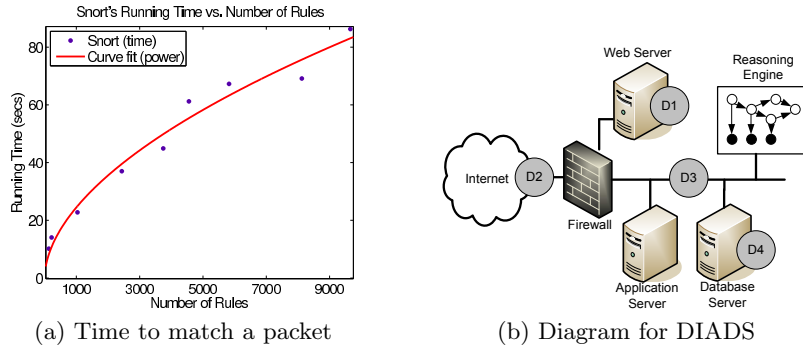 Snort's Running Time vs. Number of Rules
Snort (time)
Curve fit (power)
Running Time (secs)
80
60
40
20
0
1000
3000
5000
7000
9000
Number of Rules
(a) Time to match a packet
Web Server
Reasoning
Engine
D1
Internet
D2
D3
Firewall
D4
Application
Server
Database
Server
(b) Diagram for DIADS